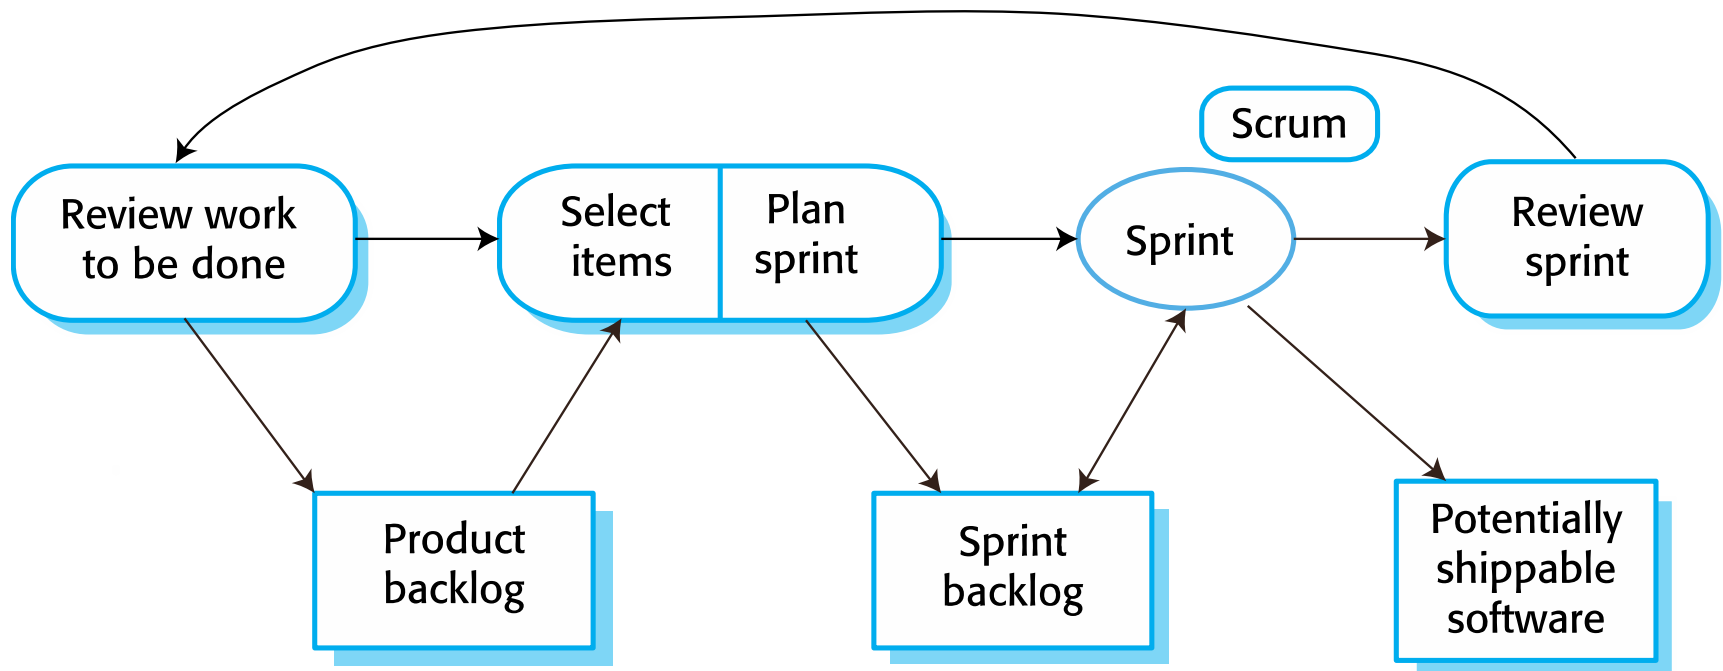 Scrum
Review work
to be done
Select
items
Plan
sprint
Sprint
Review
sprint
Product
backlog
Sprint
backlog
Potentially
shippable
software